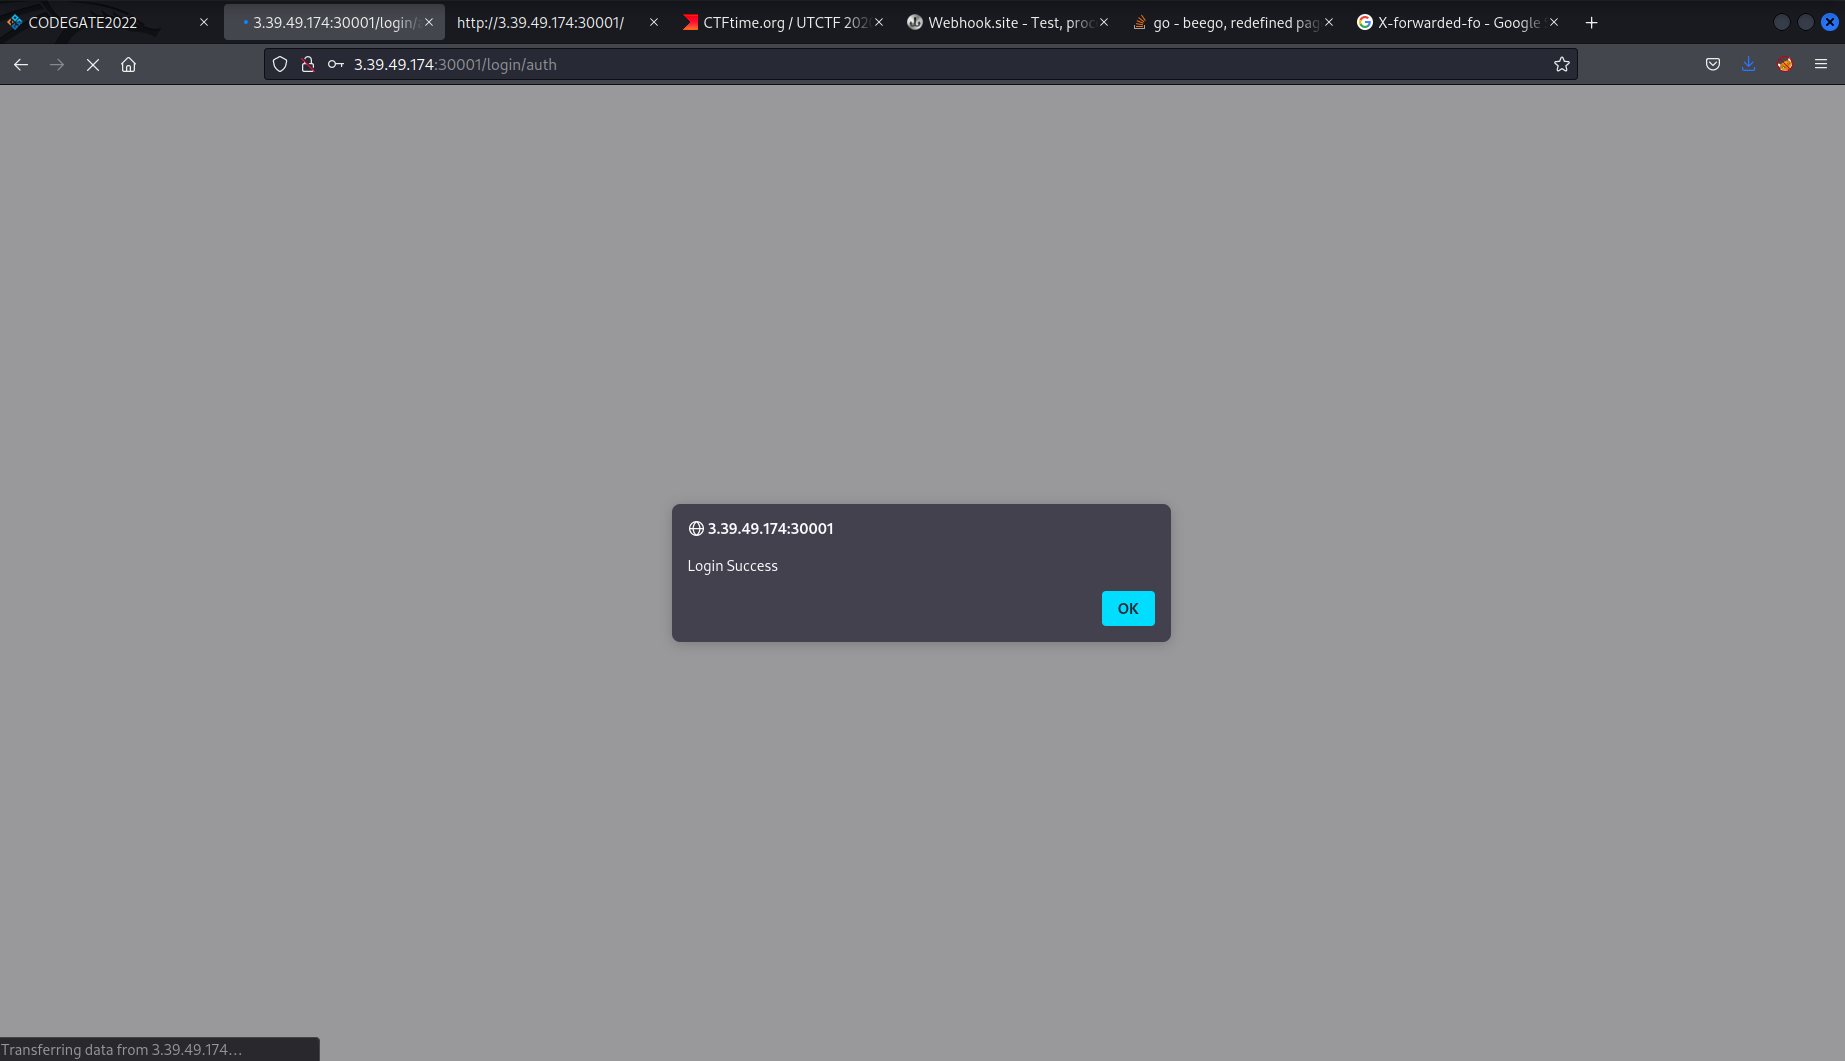 CODEGATE2022
3.39.49.174:30001/login/
http://3.39.49.174:30001/
CTFtime.org / UTCTF 202
Webhook.site - Test, proc
go - beego, redefined pag
X-forwarded-fo - Google
3.39.49.174:30001/login/auth
3.39.49.174:30001
Login Success
OK
Transferring data from 3.39.49.174…